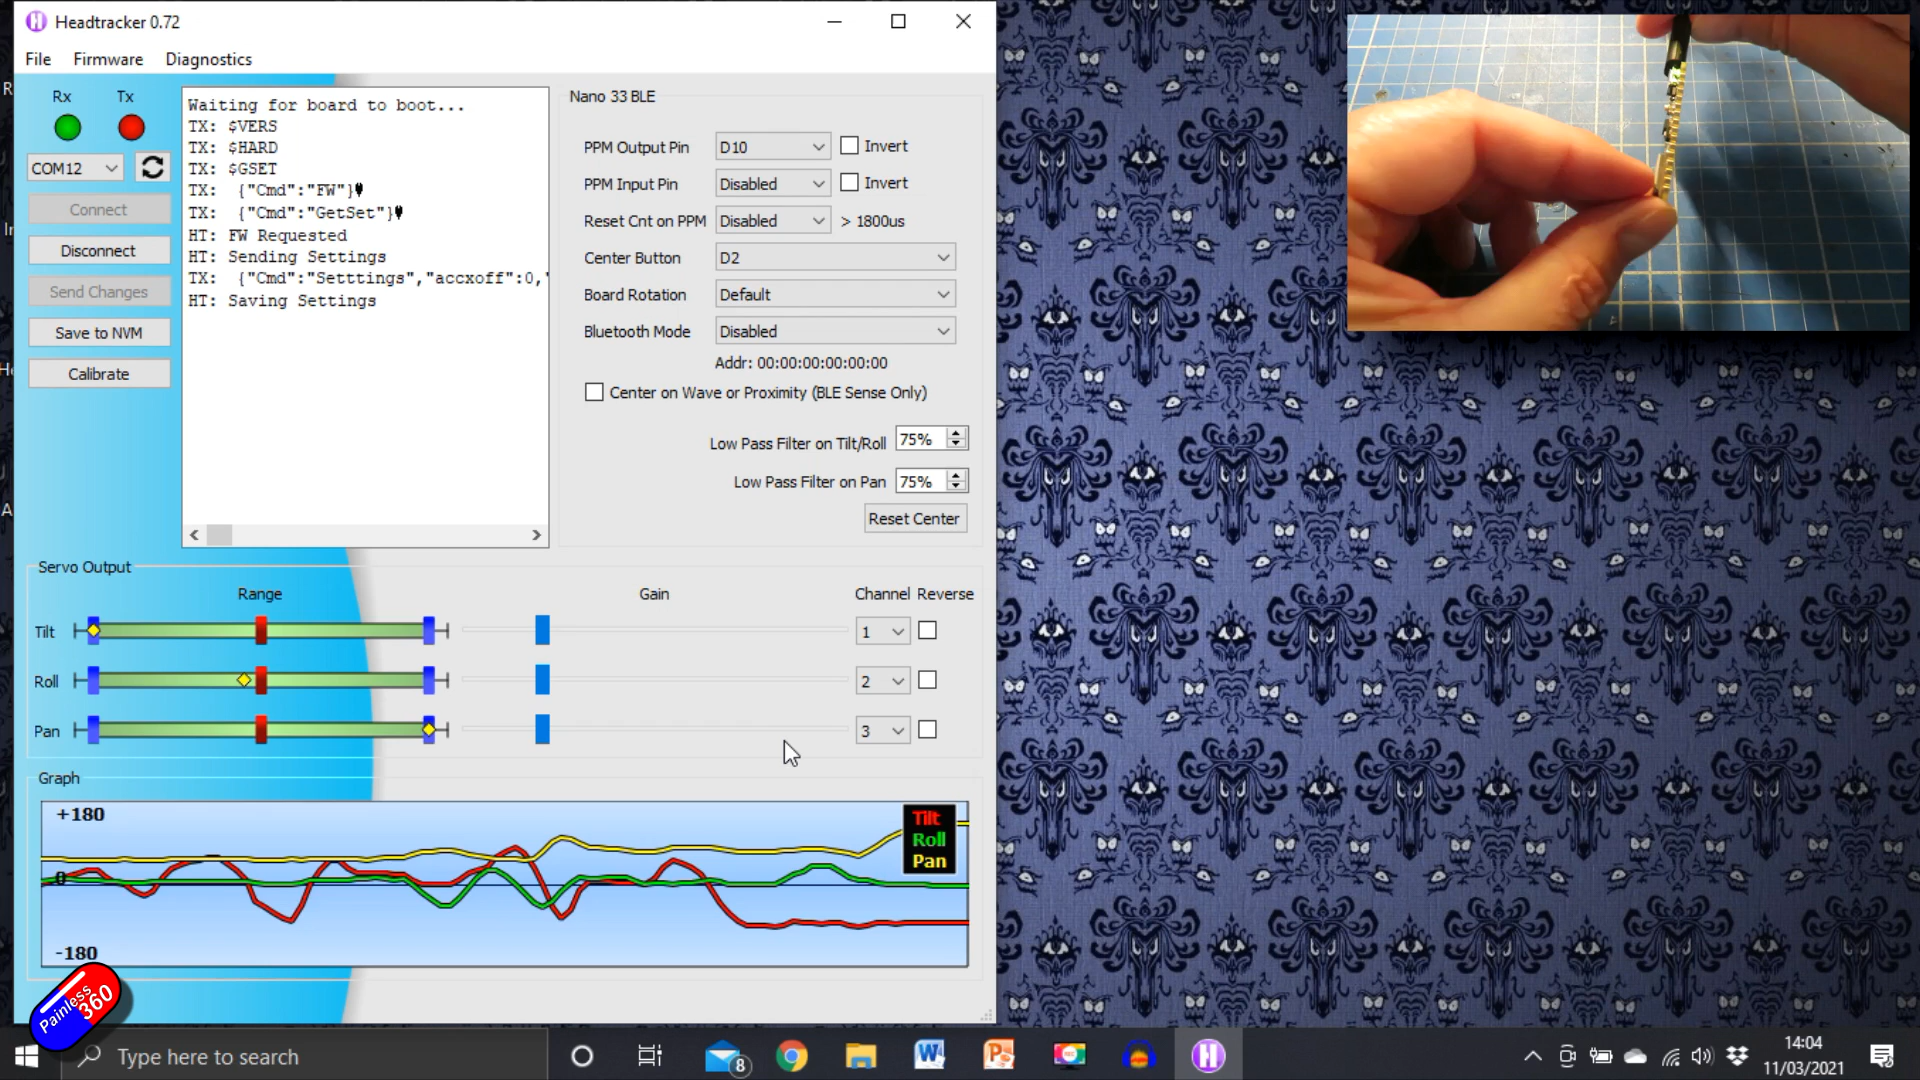 Headtracker 0.72
File Firmware Diagnostics
Rx Tx
COM12
Connect
Disconnect
Send Changes
Save to NVM
Calibrate
Waiting for board to boot...
TX: $VERS
TX: $HARD
TX: $GSET
TX: {"Cmd":"FW"}
TX: {"Cmd":"GetSet"}
HT: FW Requested
HT: Sending Settings
TX: {"Cmd":"Setttings","accxoff":0,"
HT: Saving Settings
Nano 33 BLE
PPM Output Pin D10 Invert
PPM Input Pin Disabled Invert
Reset Cnt on PPM Disabled > 1800us
Center Button D2
Board Rotation Default
Bluetooth Mode Disabled
Addr: 00:00:00:00:00:00
Center on Wave or Proximity (BLE Sense Only)
Low Pass Filter on Tilt/Roll 75%
Low Pass Filter on Pan 75%
Reset Center
Servo Output
Range Gain Channel Reverse
Tilt 1
Roll 2
Pan 3
Graph
+180
0
-180
Tilt
Roll
Pan
Painless
360
Type here to search
8
14:04
11/03/2021